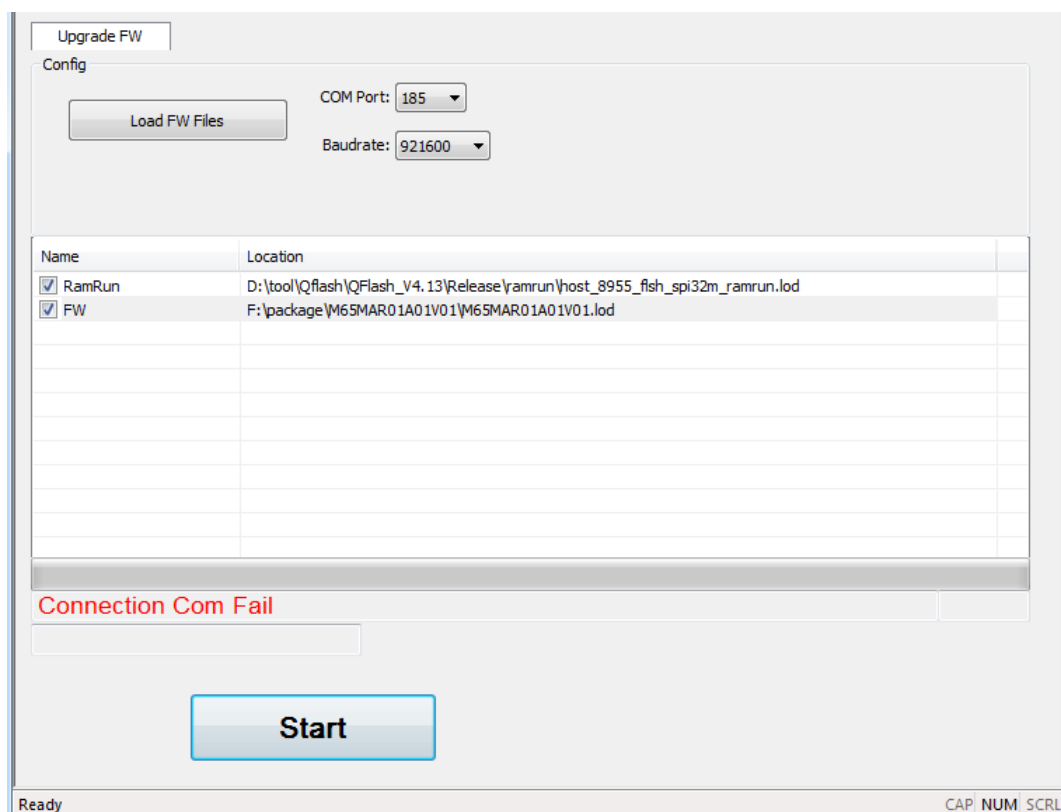 Upgrade FW
Config
Load FW Files
COM Port: 185
Baudrate: 921600
Name Location
RamRun D:\tool\Qflash\QFlash_V4.13\Release\ramrun\host_8955_flsh_spi32m_ramrun.lod
FW F:\package\M65MAR01A01V01\M65MAR01A01V01.lod
Connection Com Fail
Start
Ready CAP NUM SCRL